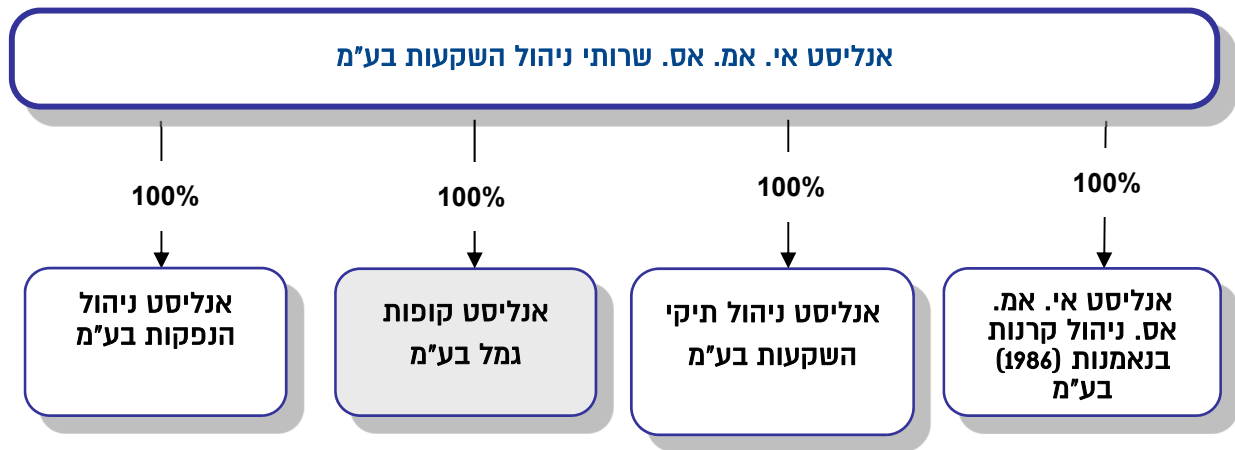 אנליסט אי. אמ. אס. שרותי ניהול השקעות בע"מ
100%
100%
100%
100%
אנליסט אי. אמ.
אס. ניהול קרנות
בנאמנות (1986)
בע"מ
אנליסט ניהול תיקי
השקעות בע"מ
אנליסט קופות
גמל בע"מ
אנליסט ניהול
הנפקות בע"מ